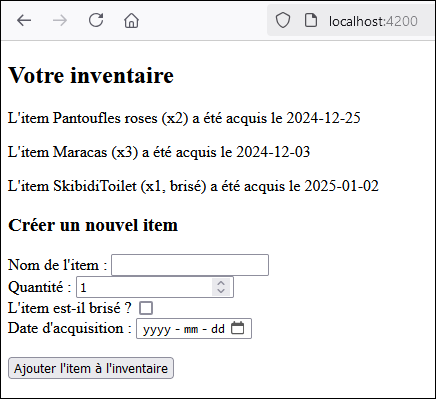 localhost:4200
Votre inventaire
L'item Pantoufles roses (x2) a été acquis le 2024-12-25
L'item Maracas (x3) a été acquis le 2024-12-03
L'item SkibidiToilet (x1, brisé) a été acquis le 2025-01-02
Créer un nouvel item
Nom de l'item :
Quantité : 1
L'item est-il brisé ?
Date d'acquisition : yyyy - mm - dd
Ajouter l'item à l'inventaire